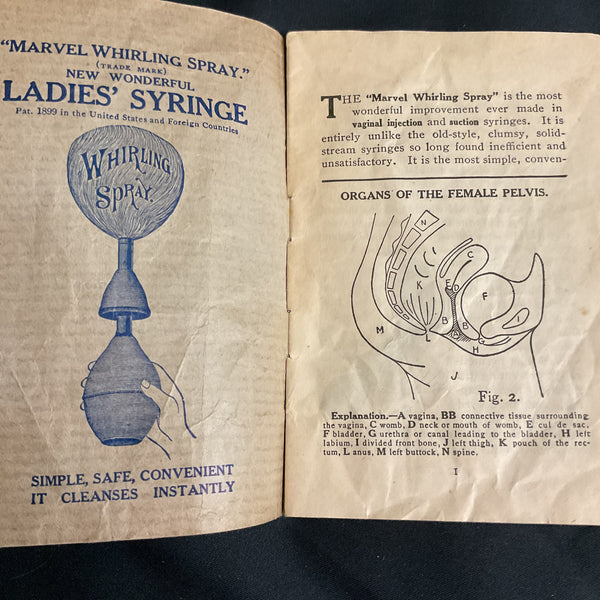 "MARVEL WHIRLING SPRAY."
(TRADE MARK)
NEW WONDERFUL
LADIES' SYRINGE
Pat. 1899 in the United States and Foreign Countries
WHIRLING
SPRAY.
SIMPLE, SAFE, CONVENIENT
IT CLEANSES INSTANTLY
THE "Marvel Whirling Spray" is the most
wonderful improvement ever made in
vaginal injection and suction syringes. It is
entirely unlike the old-style, clumsy, solid-
stream syringes so long found inefficient and
unsatisfactory. It is the most simple, conven-
ORGANS OF THE FEMALE PELVIS.
N
I
C
K
E D
F
B
B
I
G
H
M
L
J
Fig. 2.
Explanation.—A vagina, BB connective tissue surrounding
the vagina, C womb, D neck or mouth of womb, E cul de sac,
F bladder, G urethra or canal leading to the bladder, H left
labium, I divided front bone, J left thigh, K pouch of the rec-
tum, L anus, M left buttock, N spine.
I